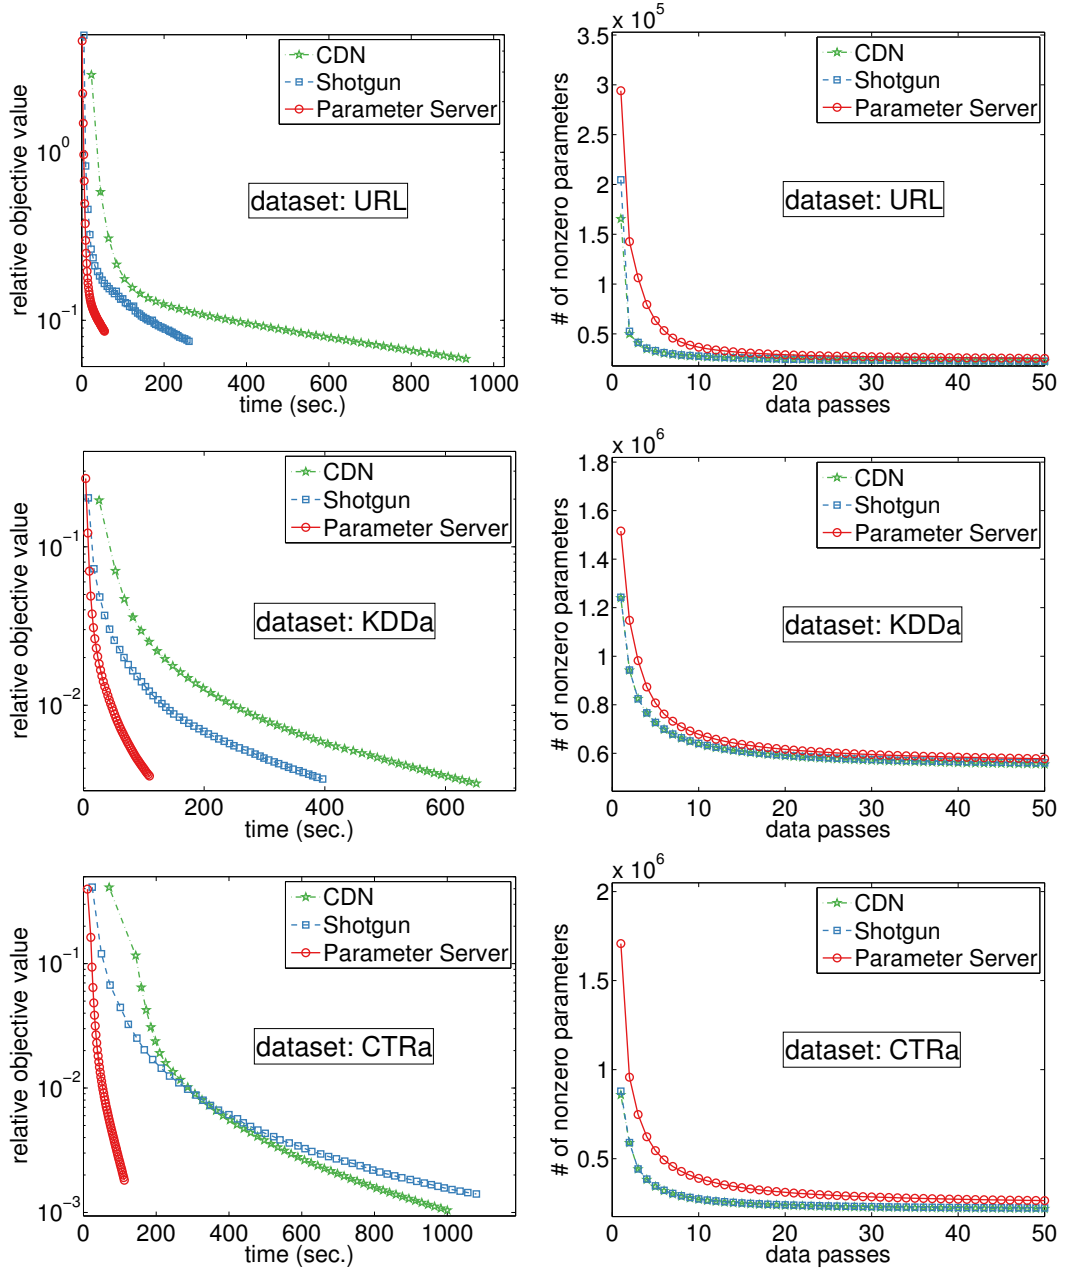 CDN
Shotgun
Parameter Server
dataset: URL
relative objective value
10^0
10^-1
0 200 400 600 800 1000
time (sec.)
x 10^5
CDN
Shotgun
Parameter Server
dataset: URL
# of nonzero parameters
3.5
3
2.5
2
1.5
1
0.5
0 10 20 30 40 50
data passes
CDN
Shotgun
Parameter Server
dataset: KDDa
relative objective value
10^-1
10^-2
0 200 400 600
time (sec.)
x 10^6
CDN
Shotgun
Parameter Server
dataset: KDDa
# of nonzero parameters
1.8
1.6
1.4
1.2
1
0.8
0.6
0 10 20 30 40 50
data passes
CDN
Shotgun
Parameter Server
dataset: CTRa
relative objective value
10^-1
10^-2
10^-3
0 200 400 600 800 1000
time (sec.)
x 10^6
CDN
Shotgun
Parameter Server
dataset: CTRa
# of nonzero parameters
2
1.5
1
0.5
0 10 20 30 40 50
data passes